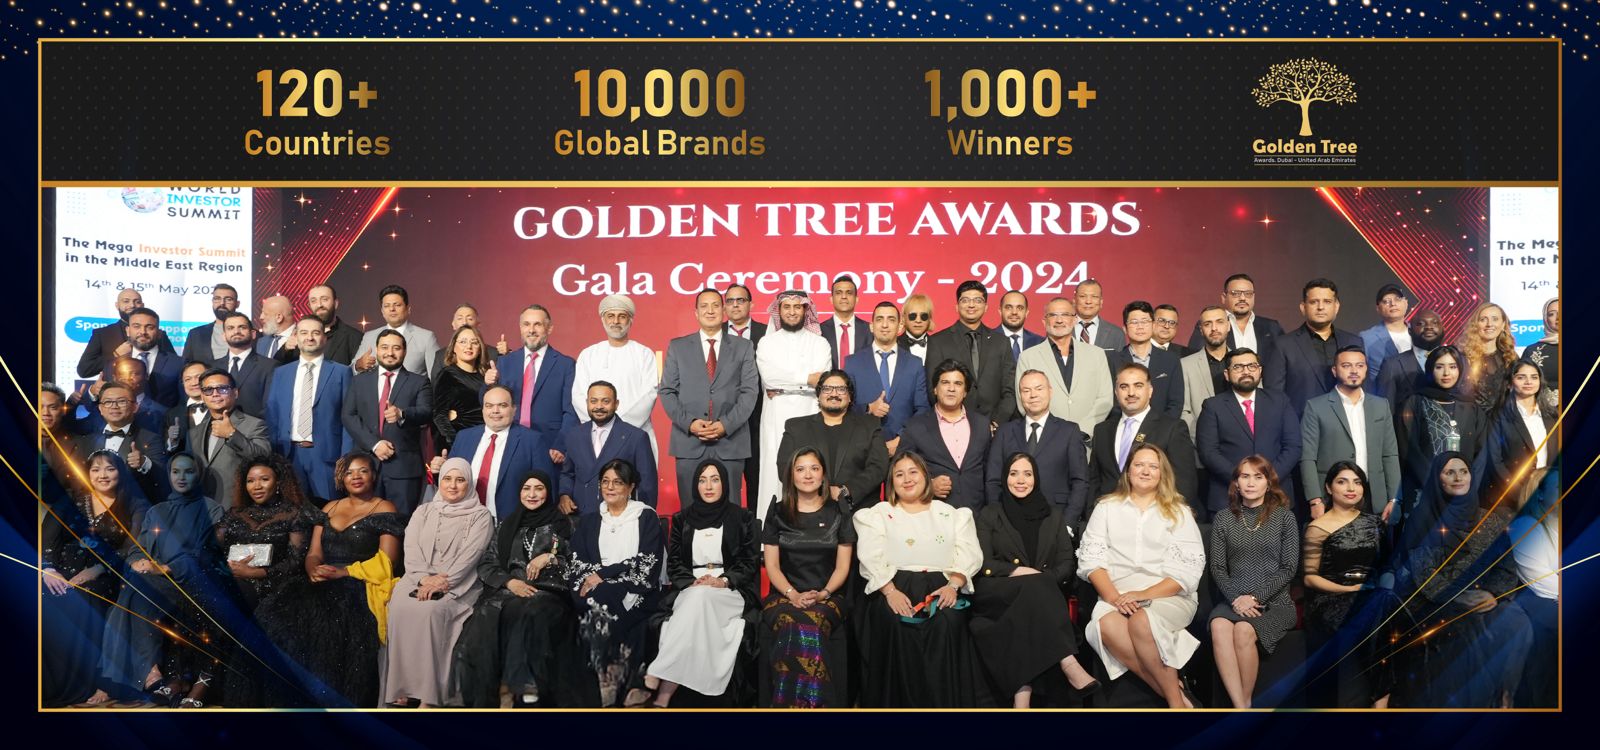 120+
Countries
10,000
Global Brands
1,000+
Winners
Golden Tree
Awards. Dubai - United Arab Emirates
WORLD
INVESTOR
SUMMIT
The Mega Investor Summit
in the Middle East Region
14th & 15th May
GOLDEN TREE AWARDS
Gala Ceremony - 2024
The
in the
14th &